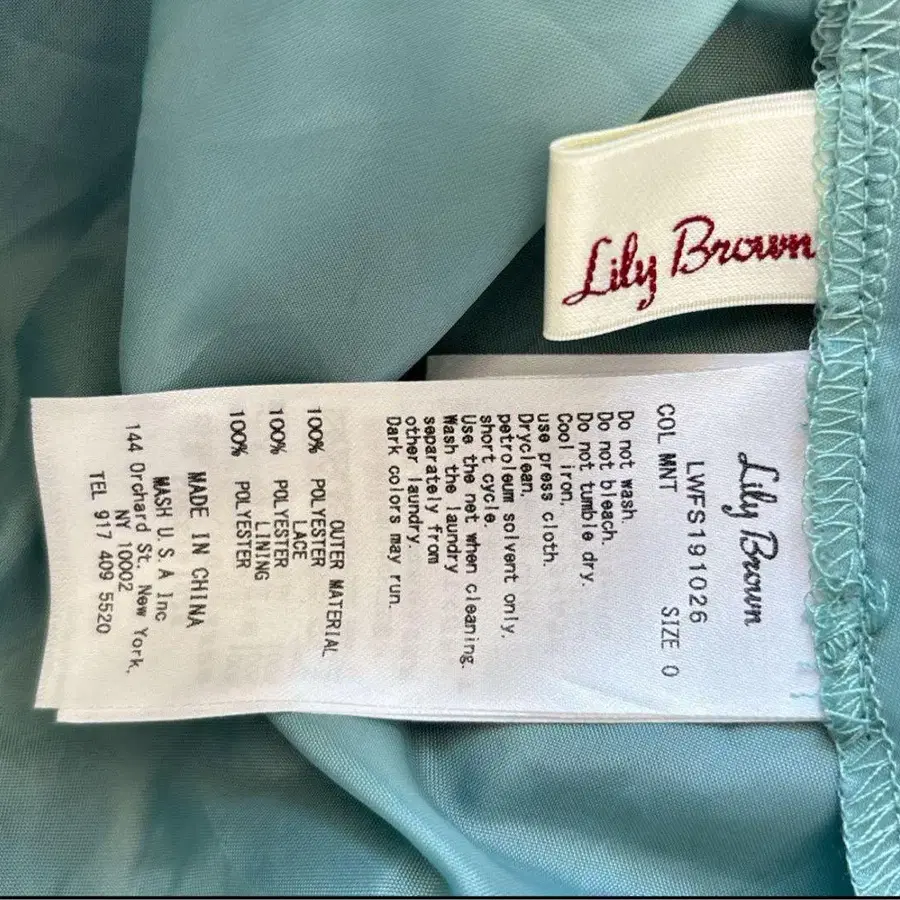 Lily Brown
Lily Brown
LWFS191026
COL MNT SIZE 0
Do not wash.
Do not bleach.
Do not tumble dry.
Cool iron.
use press cloth.
Dryclean.
petroleum solvent only.
short cycle.
Use the net when cleaning.
Wash the laundry
separately from
other laundry.
Dark colors may run.
OUTER MATERIAL
100% POLYESTER
LACE
100% POLYESTER
LINING
100% POLYESTER
MADE IN CHINA
MASH U.S.A Inc
144 Orchard St. New York,
NY 10002
TEL 917 409 5520